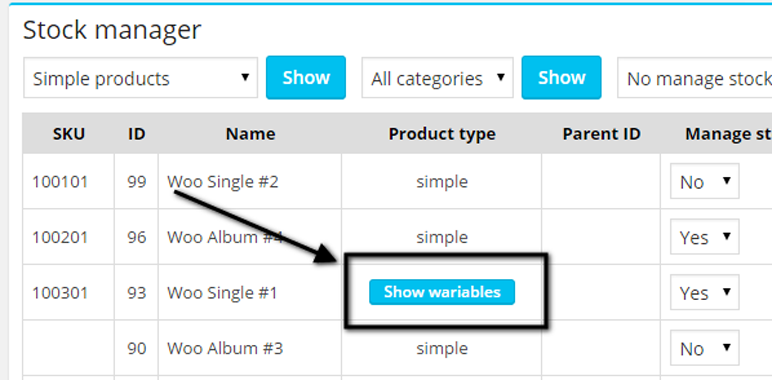 Stock manager
Simple products Show All categories Show No manage stock
SKU ID Name Product type Parent ID Manage st
100101 99 Woo Single #2 simple No
100201 96 Woo Album #4 simple Yes
100301 93 Woo Single #1 Show wariables Yes
90 Woo Album #3 simple No